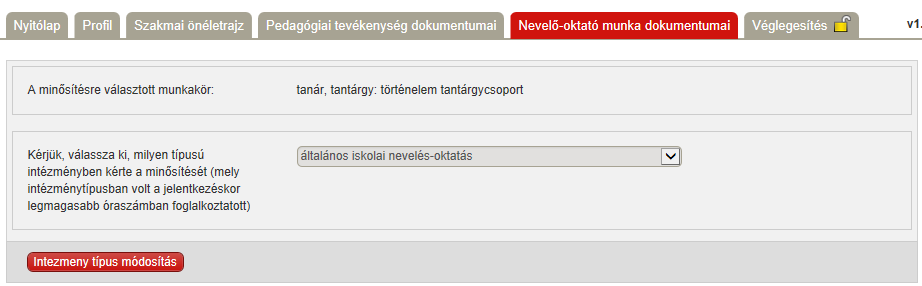 Nyitólap Profil Szakmai önéletrajz Pedagógiai tevékenység dokumentumai Nevelő-oktató munka dokumentumai Véglegesítés v1.
A minősítésre választott munkakör: tanár, tantárgy: történelem tantárgycsoport
Kérjük, válassza ki, milyen típusú általános iskolai nevelés-oktatás
intézményben kérte a minősítését (mely
intézménytípusban volt a jelentkezéskor
legmagasabb óraszámban foglalkoztatott)
Intezmeny típus módosítás